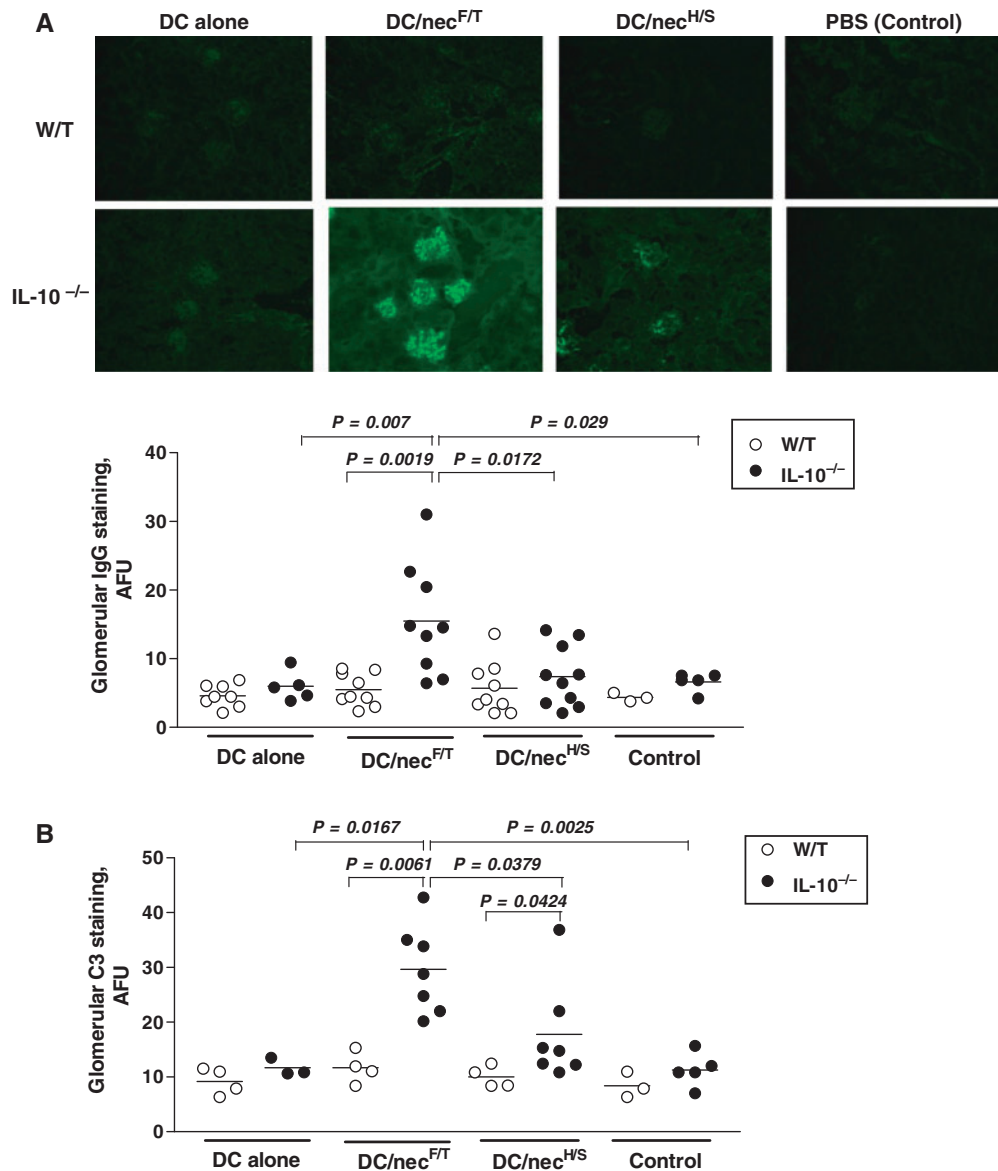 A
DC alone DC/nec^F/T DC/nec^H/S PBS (Control)
W/T
IL-10 −/−
P = 0.007 P = 0.029
P = 0.0019 P = 0.0172
W/T
IL-10−/−
Glomerular IgG staining,
AFU
40
30
20
10
0
DC alone DC/nec^F/T DC/nec^H/S Control
B
P = 0.0167 P = 0.0025
P = 0.0061 P = 0.0379
P = 0.0424
W/T
IL-10−/−
Glomerular C3 staining,
AFU
50
40
30
20
10
0
DC alone DC/nec^F/T DC/nec^H/S Control